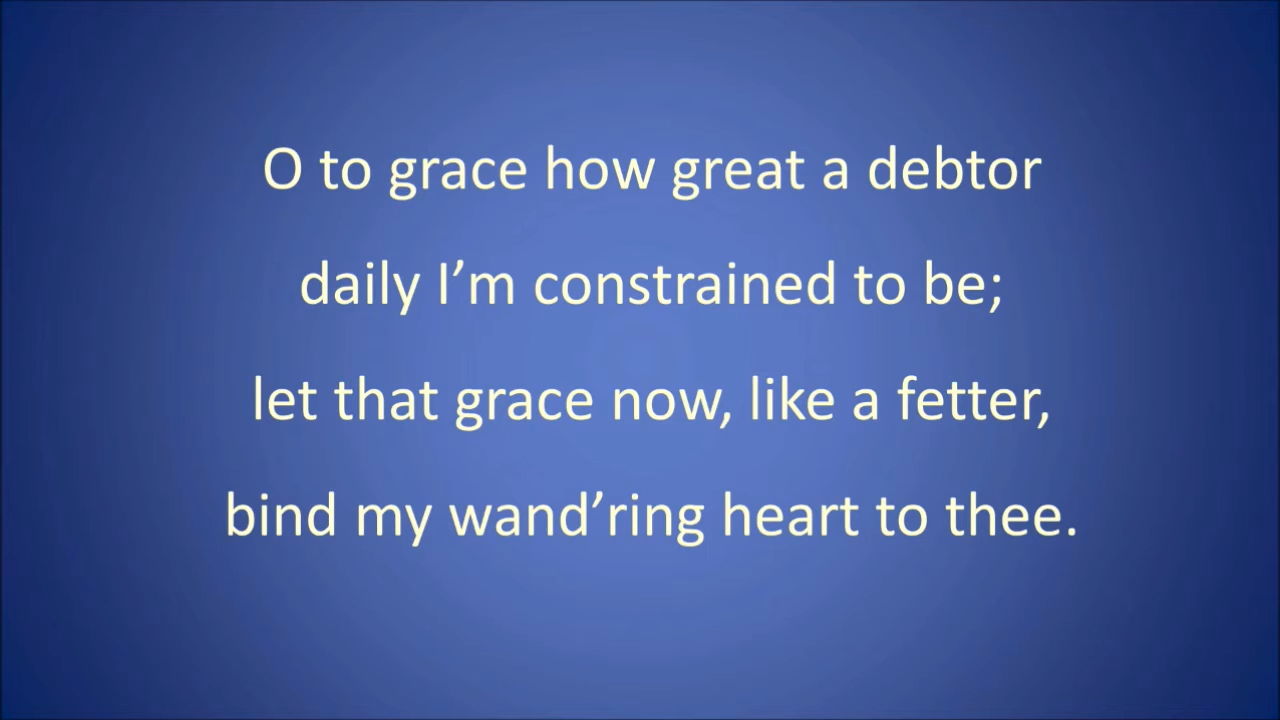 O to grace how great a debtor
daily I’m constrained to be;
let that grace now, like a fetter,
bind my wand’ring heart to thee.